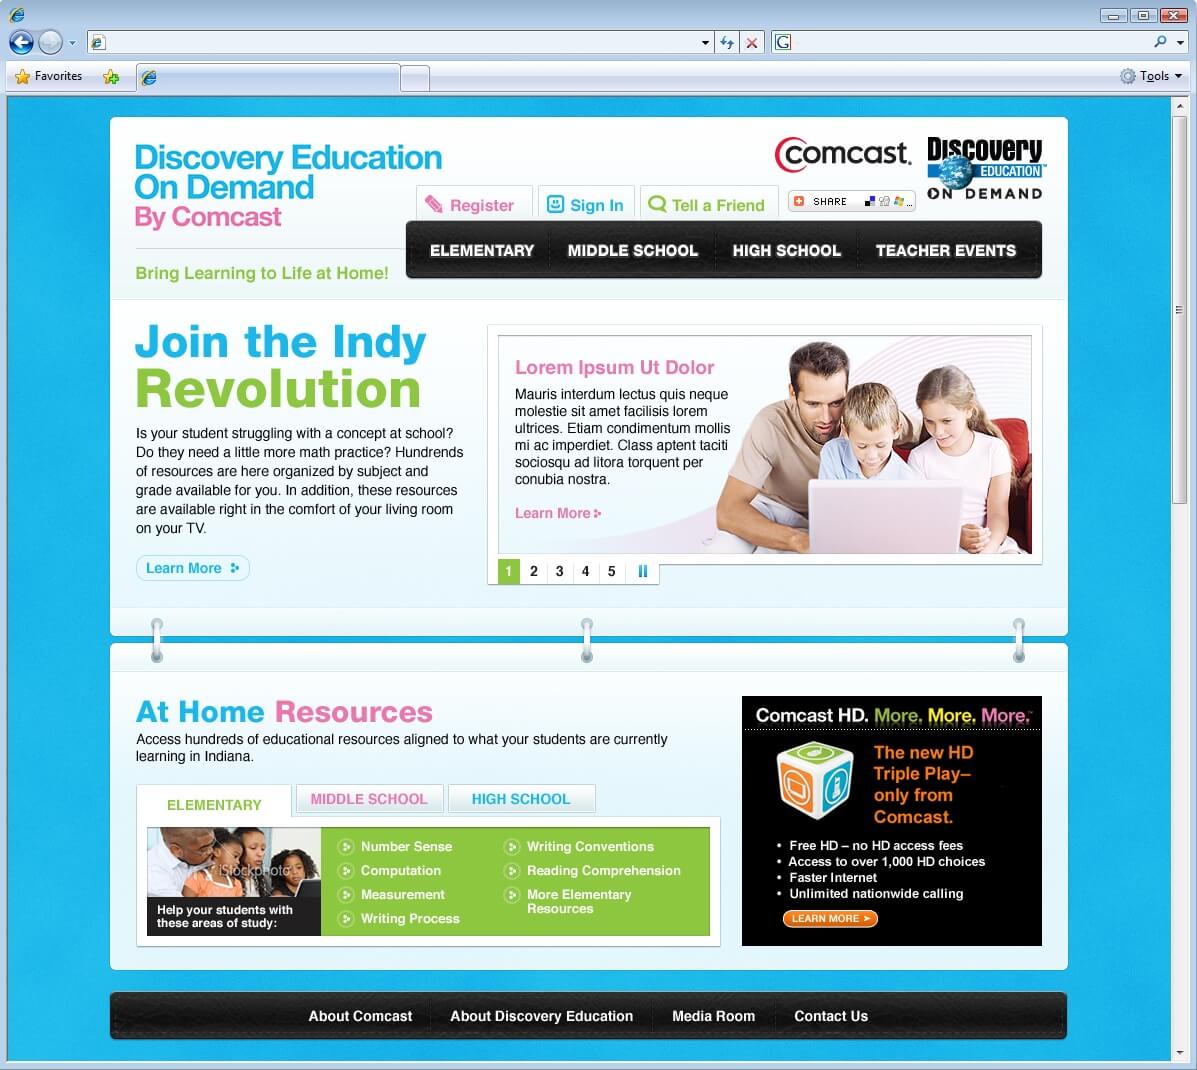 Favorites
Tools
Discovery Education
On Demand
By Comcast
Comcast.
Discovery
EDUCATION
ON DEMAND
Register
Sign In
Tell a Friend
SHARE
ELEMENTARY
MIDDLE SCHOOL
HIGH SCHOOL
TEACHER EVENTS
Bring Learning to Life at Home!
Join the Indy
Revolution
Is your student struggling with a concept at school?
Do they need a little more math practice? Hundreds
of resources are here organized by subject and
grade available for you. In addition, these resources
are available right in the comfort of your living room
on your TV.
Learn More
Lorem Ipsum Ut Dolor
Mauris interdum lectus quis neque
molestie sit amet facilisis lorem
ultrices. Etiam condimentum mollis
mi ac imperdiet. Class aptent taciti
sociosqu ad litora torquent per
conubia nostra.
Learn More
1 2 3 4 5
At Home Resources
Access hundreds of educational resources aligned to what your students are currently
learning in Indiana.
ELEMENTARY
MIDDLE SCHOOL
HIGH SCHOOL
iStockphoto
Help your students with
these areas of study:
Number Sense
Computation
Measurement
Writing Process
Writing Conventions
Reading Comprehension
More Elementary
Resources
Comcast HD. More. More. More.™
The new HD
Triple Play–
only from
Comcast.
• Free HD – no HD access fees
• Access to over 1,000 HD choices
• Faster Internet
• Unlimited nationwide calling
LEARN MORE
About Comcast
About Discovery Education
Media Room
Contact Us